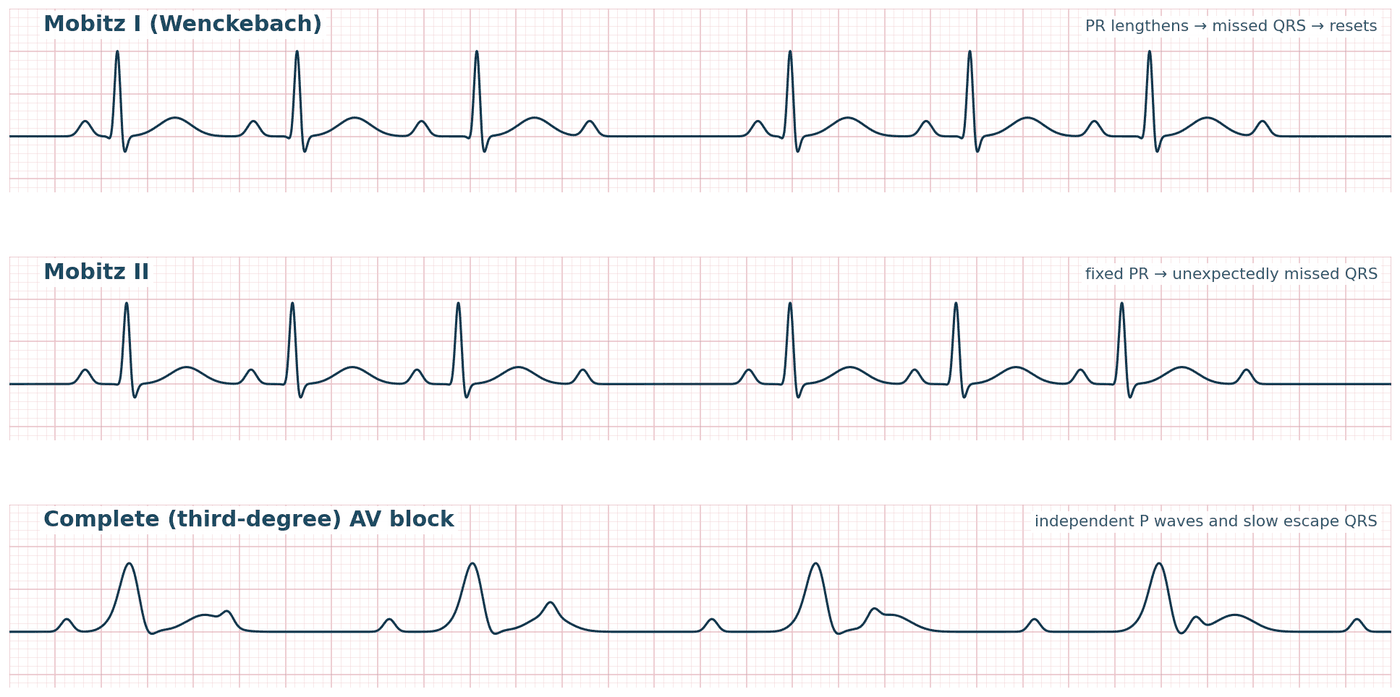 Mobitz I (Wenckebach)
PR lengthens → missed QRS → resets
Mobitz II
fixed PR → unexpectedly missed QRS
Complete (third-degree) AV block
independent P waves and slow escape QRS